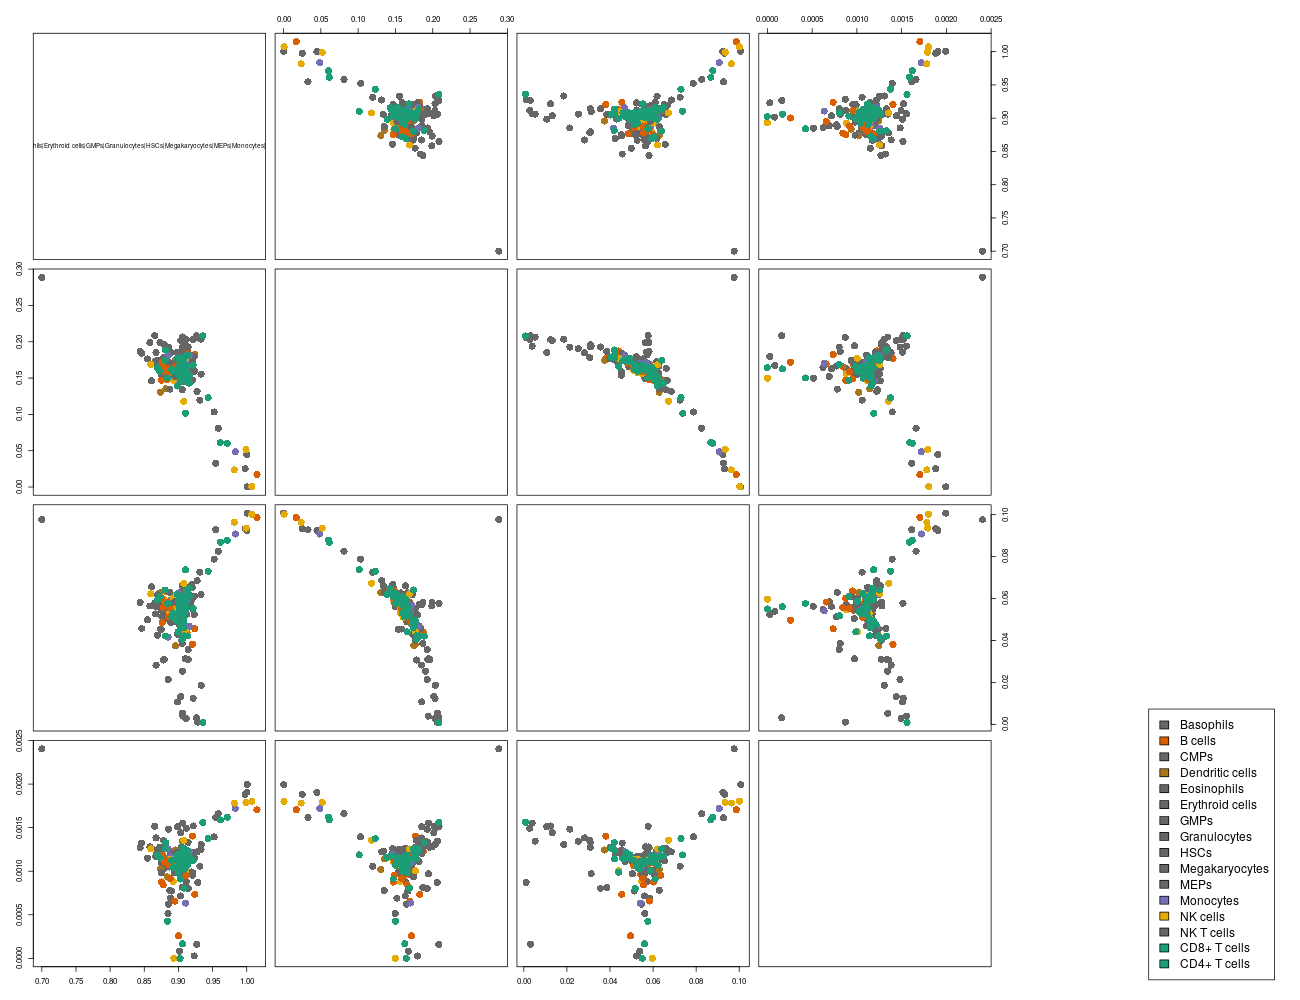 0.00 0.05 0.10 0.15 0.20 0.30
0.00 0.02 0.04 0.06 0.08 0.10
0.0000 0.0005 0.0010 0.0015 0.0020 0.0025
hils|Erythroid cells|GMPs|Granulocytes|HSCs|Megakaryocytes|MEPs|Monocytes|
1.00
0.95
0.90
0.85
0.80
0.75
0.70
0.30
0.25
0.20
0.15
0.10
0.05
0.00
0.10
0.08
0.06
0.04
0.02
0.00
0.0025
0.0020
0.0015
0.0010
0.0005
0.0000
0.70 0.75 0.80 0.85 0.90 0.95 1.00
Basophils
B cells
CMPs
Dendritic cells
Eosinophils
Erythroid cells
GMPs
Granulocytes
HSCs
Megakaryocytes
MEPs
Monocytes
NK cells
NK T cells
CD8+ T cells
CD4+ T cells